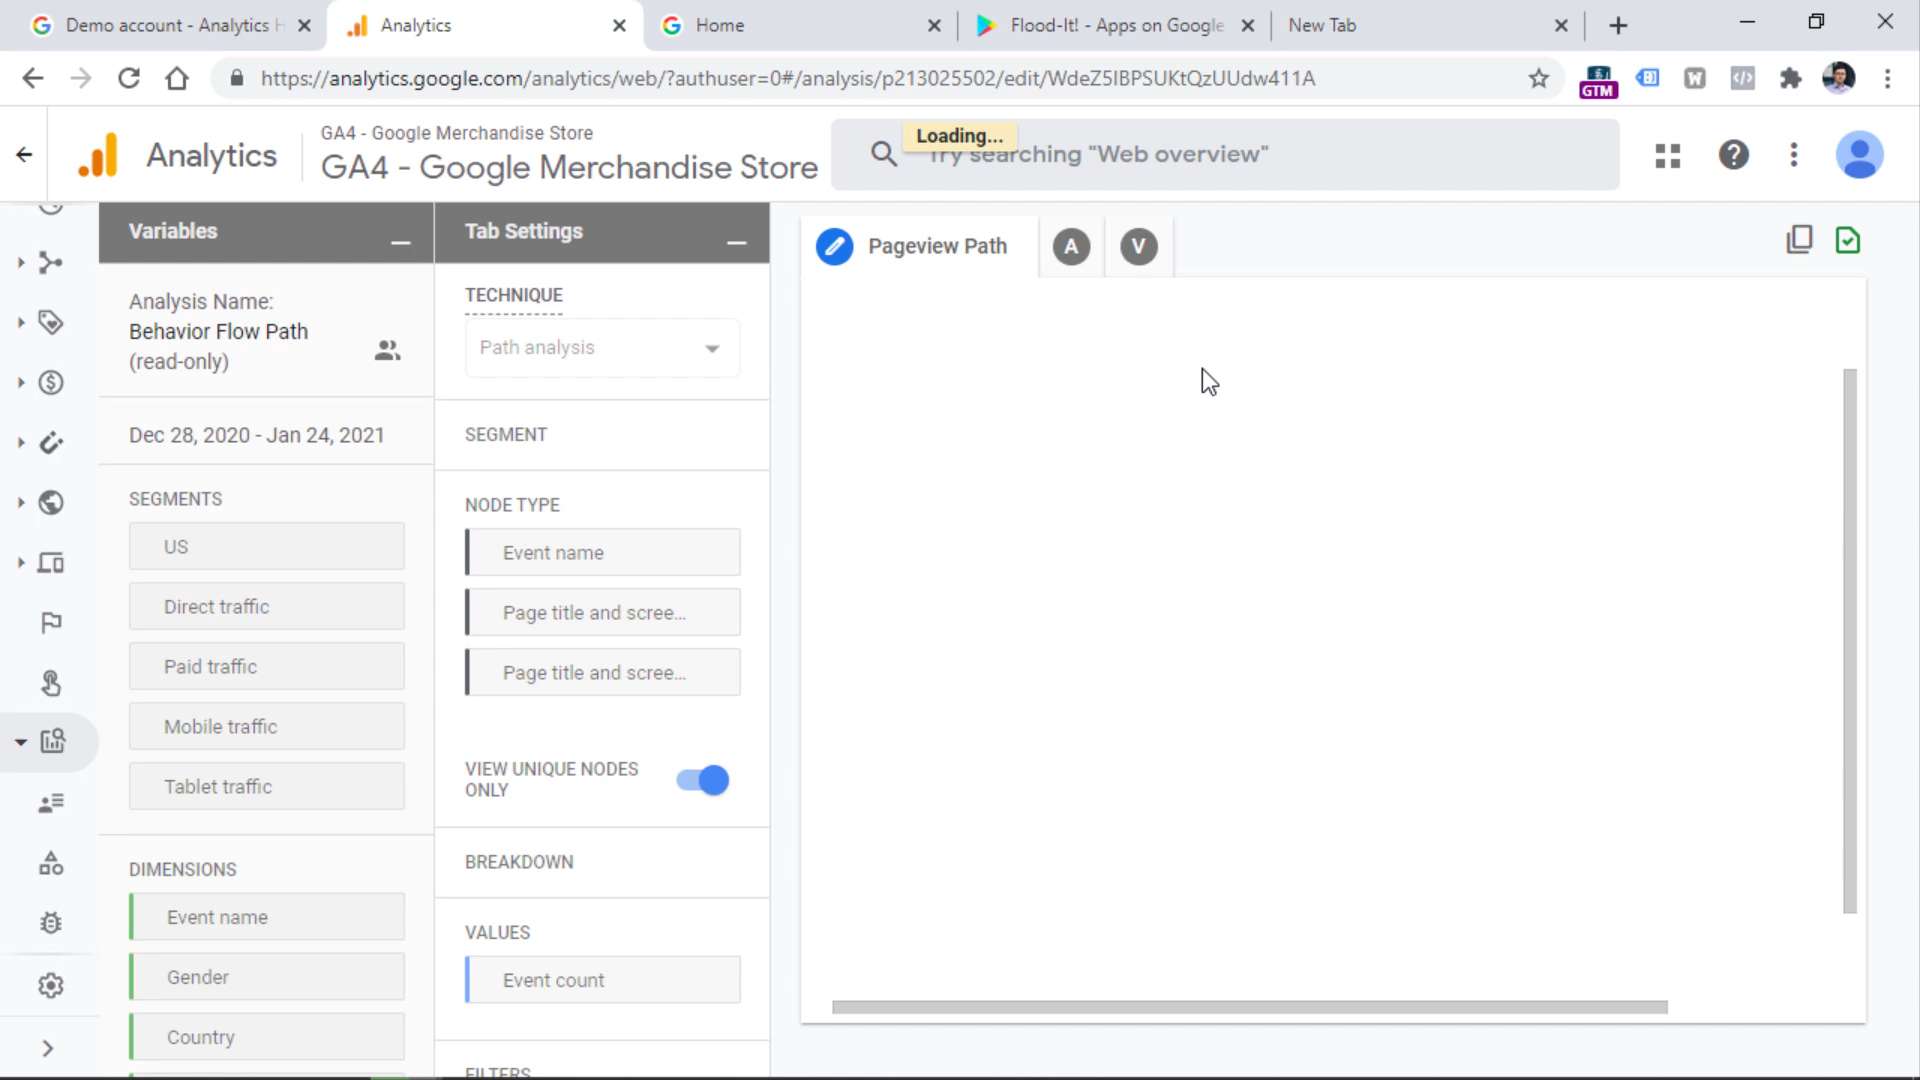 Demo account - Analytics H
Analytics
Home
Flood-It! - Apps on Google
New Tab
https://analytics.google.com/analytics/web/?authuser=0#/analysis/p213025502/edit/WdeZ5IBPSUKtQzUUdw411A
GTM
W
Analytics
GA4 - Google Merchandise Store
GA4 - Google Merchandise Store
Loading...
Try searching "Web overview"
Variables
Analysis Name:
Behavior Flow Path
(read-only)
Dec 28, 2020 - Jan 24, 2021
SEGMENTS
US
Direct traffic
Paid traffic
Mobile traffic
Tablet traffic
DIMENSIONS
Event name
Gender
Country
Tab Settings
TECHNIQUE
Path analysis
SEGMENT
NODE TYPE
Event name
Page title and scree...
Page title and scree...
VIEW UNIQUE NODES
ONLY
BREAKDOWN
VALUES
Event count
FILTERS
Pageview Path
A
V